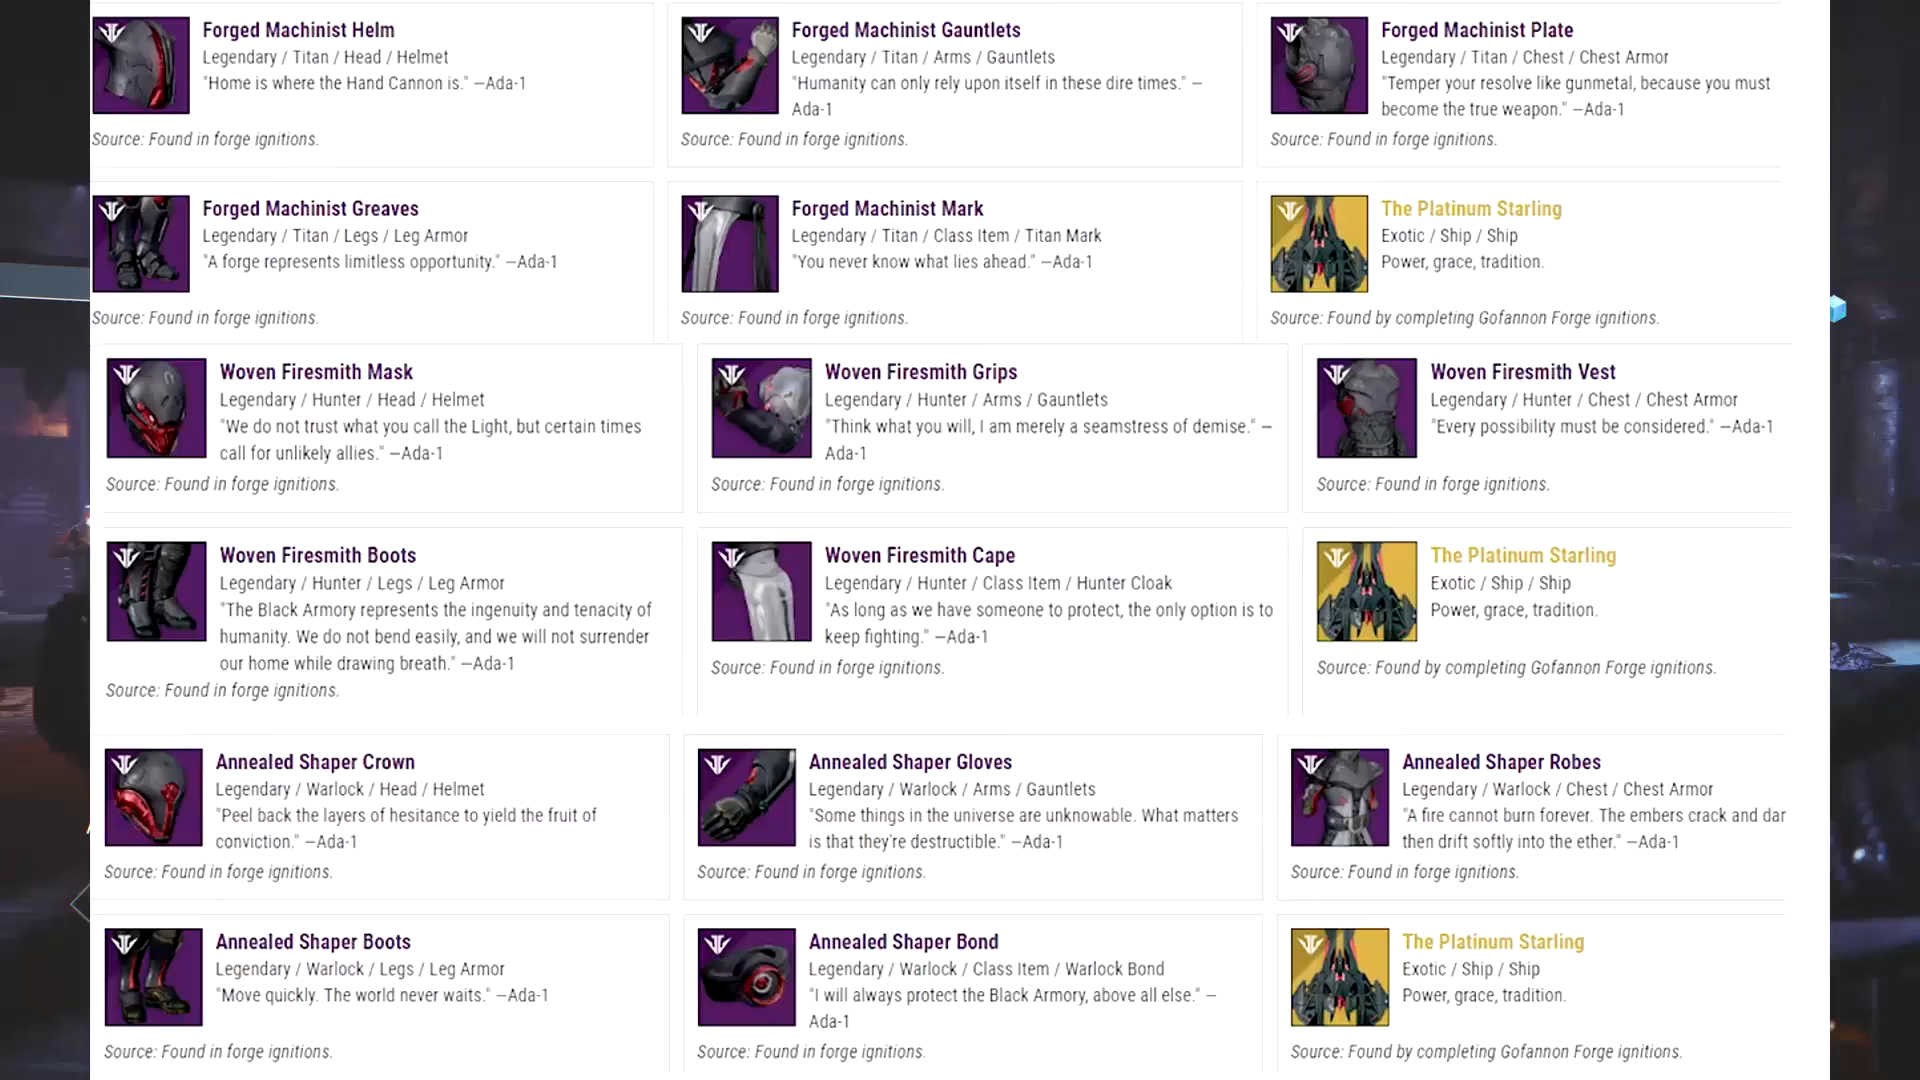 Forged Machinist Helm
Legendary / Titan / Head / Helmet
"Home is where the Hand Cannon is." —Ada-1
Source: Found in forge ignitions.
Forged Machinist Gauntlets
Legendary / Titan / Arms / Gauntlets
"Humanity can only rely upon itself in these dire times." —
Ada-1
Source: Found in forge ignitions.
Forged Machinist Plate
Legendary / Titan / Chest / Chest Armor
"Temper your resolve like gunmetal, because you must
become the true weapon." —Ada-1
Source: Found in forge ignitions.
Forged Machinist Greaves
Legendary / Titan / Legs / Leg Armor
"A forge represents limitless opportunity." —Ada-1
Source: Found in forge ignitions.
Forged Machinist Mark
Legendary / Titan / Class Item / Titan Mark
"You never know what lies ahead." —Ada-1
Source: Found in forge ignitions.
The Platinum Starling
Exotic / Ship / Ship
Power, grace, tradition.
Source: Found by completing Gofannon Forge ignitions.
Woven Firesmith Mask
Legendary / Hunter / Head / Helmet
"We do not trust what you call the Light, but certain times
call for unlikely allies." —Ada-1
Source: Found in forge ignitions.
Woven Firesmith Grips
Legendary / Hunter / Arms / Gauntlets
"Think what you will, I am merely a seamstress of demise." —
Ada-1
Source: Found in forge ignitions.
Woven Firesmith Vest
Legendary / Hunter / Chest / Chest Armor
"Every possibility must be considered." —Ada-1
Source: Found in forge ignitions.
Woven Firesmith Boots
Legendary / Hunter / Legs / Leg Armor
"The Black Armory represents the ingenuity and tenacity of
humanity. We do not bend easily, and we will not surrender
our home while drawing breath." —Ada-1
Source: Found in forge ignitions.
Woven Firesmith Cape
Legendary / Hunter / Class Item / Hunter Cloak
"As long as we have someone to protect, the only option is to
keep fighting." —Ada-1
Source: Found in forge ignitions.
The Platinum Starling
Exotic / Ship / Ship
Power, grace, tradition.
Source: Found by completing Gofannon Forge ignitions.
Annealed Shaper Crown
Legendary / Warlock / Head / Helmet
"Peel back the layers of hesitance to yield the fruit of
conviction." —Ada-1
Source: Found in forge ignitions.
Annealed Shaper Gloves
Legendary / Warlock / Arms / Gauntlets
"Some things in the universe are unknowable. What matters
is that they're destructible." —Ada-1
Source: Found in forge ignitions.
Annealed Shaper Robes
Legendary / Warlock / Chest / Chest Armor
"A fire cannot burn forever. The embers crack and dar
then drift softly into the ether." —Ada-1
Source: Found in forge ignitions.
Annealed Shaper Boots
Legendary / Warlock / Legs / Leg Armor
"Move quickly. The world never waits." —Ada-1
Source: Found in forge ignitions.
Annealed Shaper Bond
Legendary / Warlock / Class Item / Warlock Bond
"I will always protect the Black Armory, above all else." —
Ada-1
Source: Found in forge ignitions.
The Platinum Starling
Exotic / Ship / Ship
Power, grace, tradition.
Source: Found by completing Gofannon Forge ignitions.